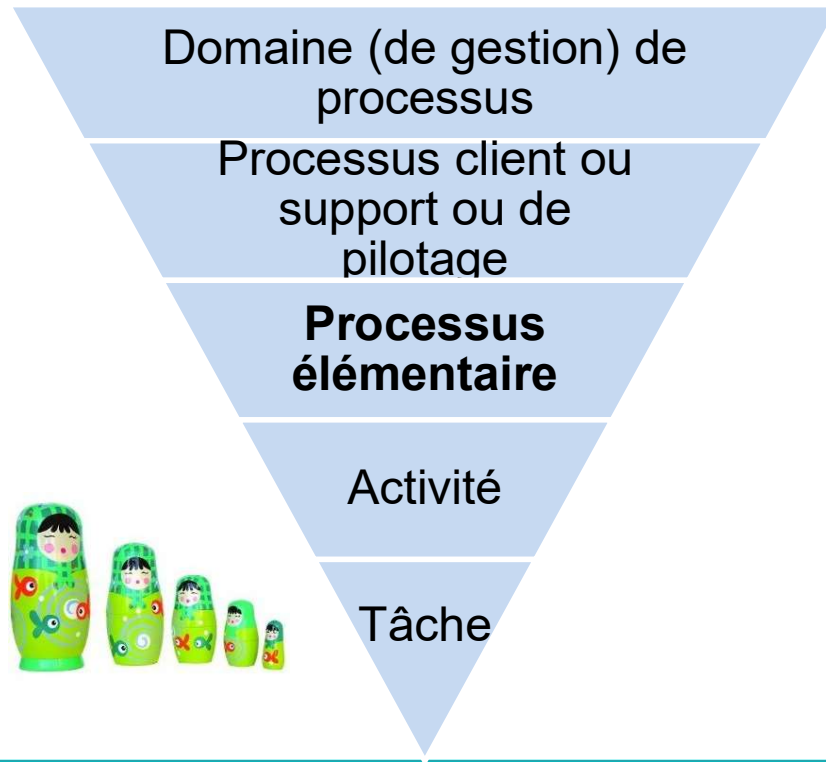 Domaine (de gestion) de
processus
Processus client ou
support ou de
pilotage
Processus
élémentaire
Activité
Tâche